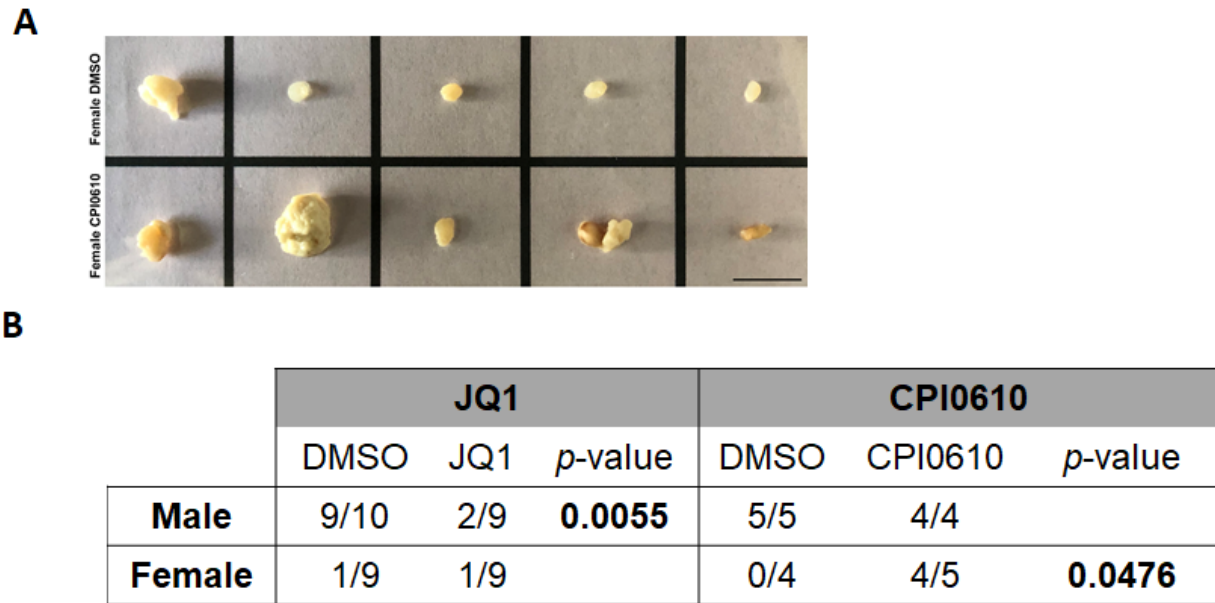 A
Female DMSO
Female CPI0610
B
JQ1 CPI0610
DMSO JQ1 p-value DMSO CPI0610 p-value
Male 9/10 2/9 0.0055 5/5 4/4
Female 1/9 1/9 0/4 4/5 0.0476